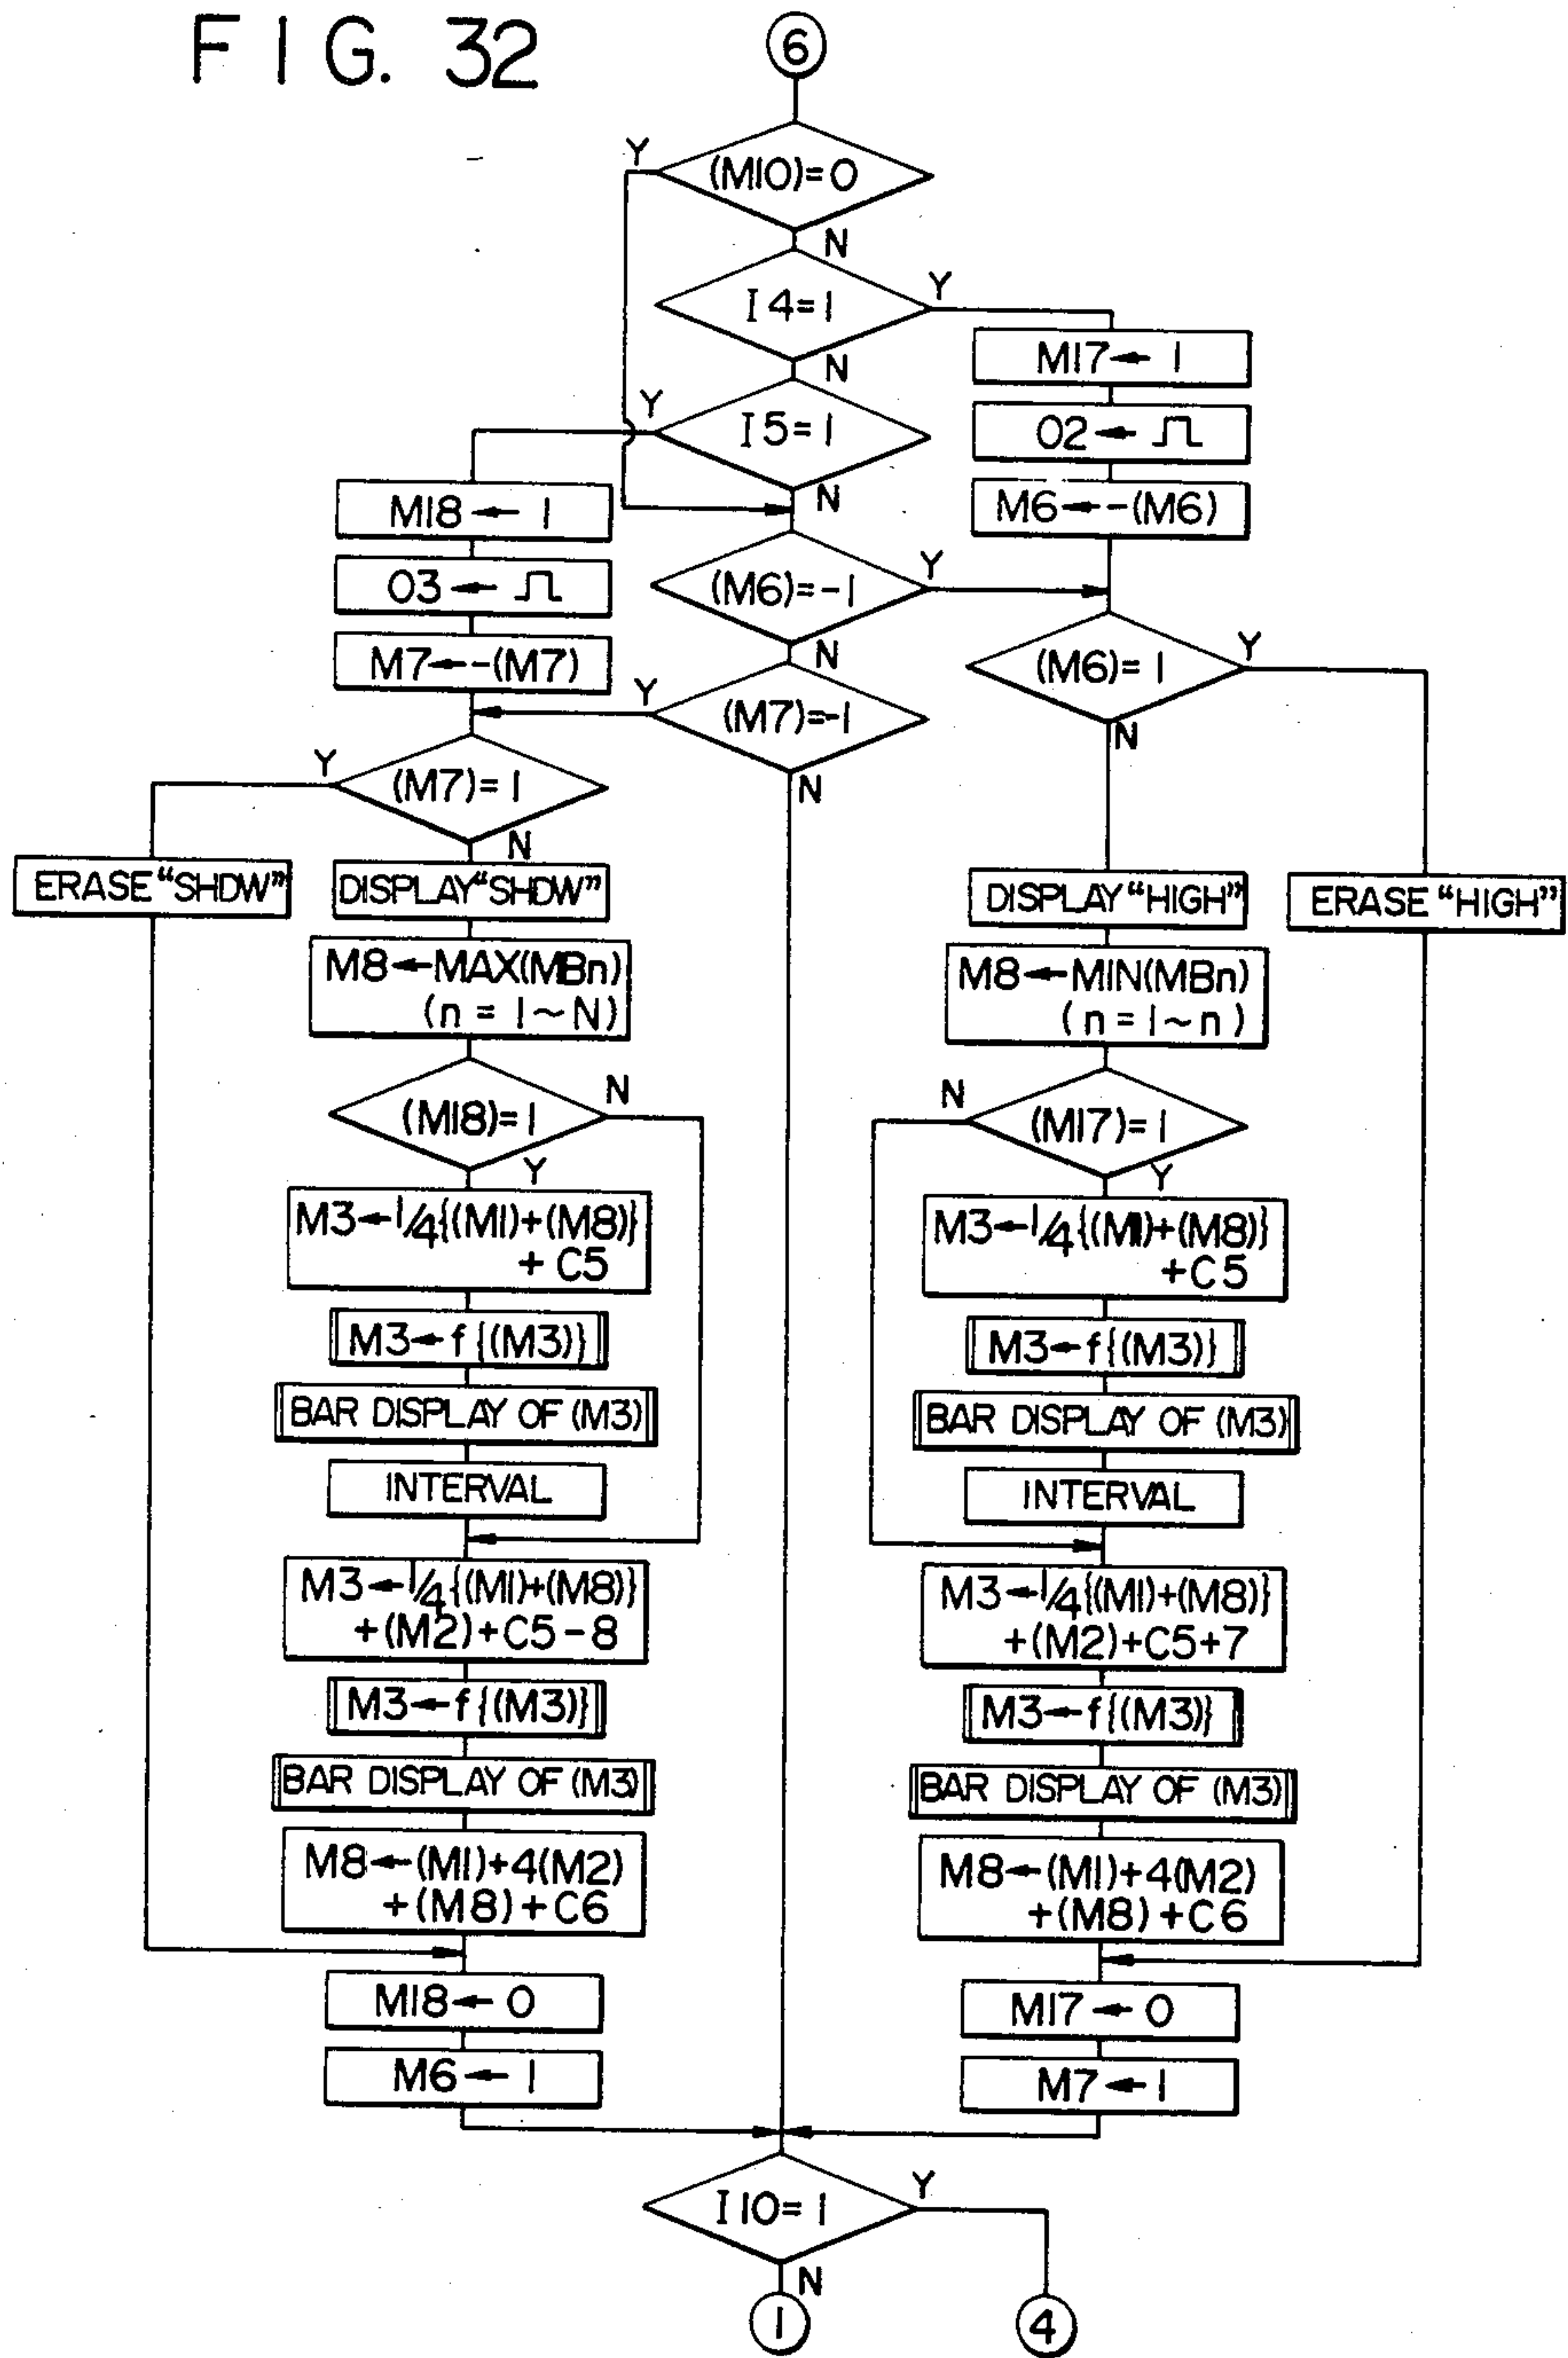 FIG. 32
6
(M10)=0
Y
N
I4=1
Y
N
M17←1
I5=1
Y
N
O2←⎍
M6←-(M6)
M18←1
O3←⎍
M7←-(M7)
(M6)=-1
Y
N
(M6)=1
Y
N
(M7)=-1
Y
N
(M7)=1
Y
N
ERASE "SHDW"
DISPLAY "SHDW"
DISPLAY "HIGH"
ERASE "HIGH"
M8←MAX(MBn)
(n=1~N)
M8←MIN(MBn)
(n=1~n)
(M18)=1
N
Y
(M17)=1
N
Y
M3←1/4{(M1)+(M8)}
+C5
M3←1/4{(M1)+(M8)}
+C5
M3←f{(M3)}
M3←f{(M3)}
BAR DISPLAY OF (M3)
BAR DISPLAY OF (M3)
INTERVAL
INTERVAL
M3←1/4{(M1)+(M8)}
+(M2)+C5-8
M3←1/4{(M1)+(M8)}
+(M2)+C5+7
M3←f{(M3)}
M3←f{(M3)}
BAR DISPLAY OF (M3)
BAR DISPLAY OF (M3)
M8←(M1)+4(M2)
+(M8)+C6
M8←(M1)+4(M2)
+(M8)+C6
M18←0
M17←0
M6←1
M7←1
I10=1
Y
N
1
4